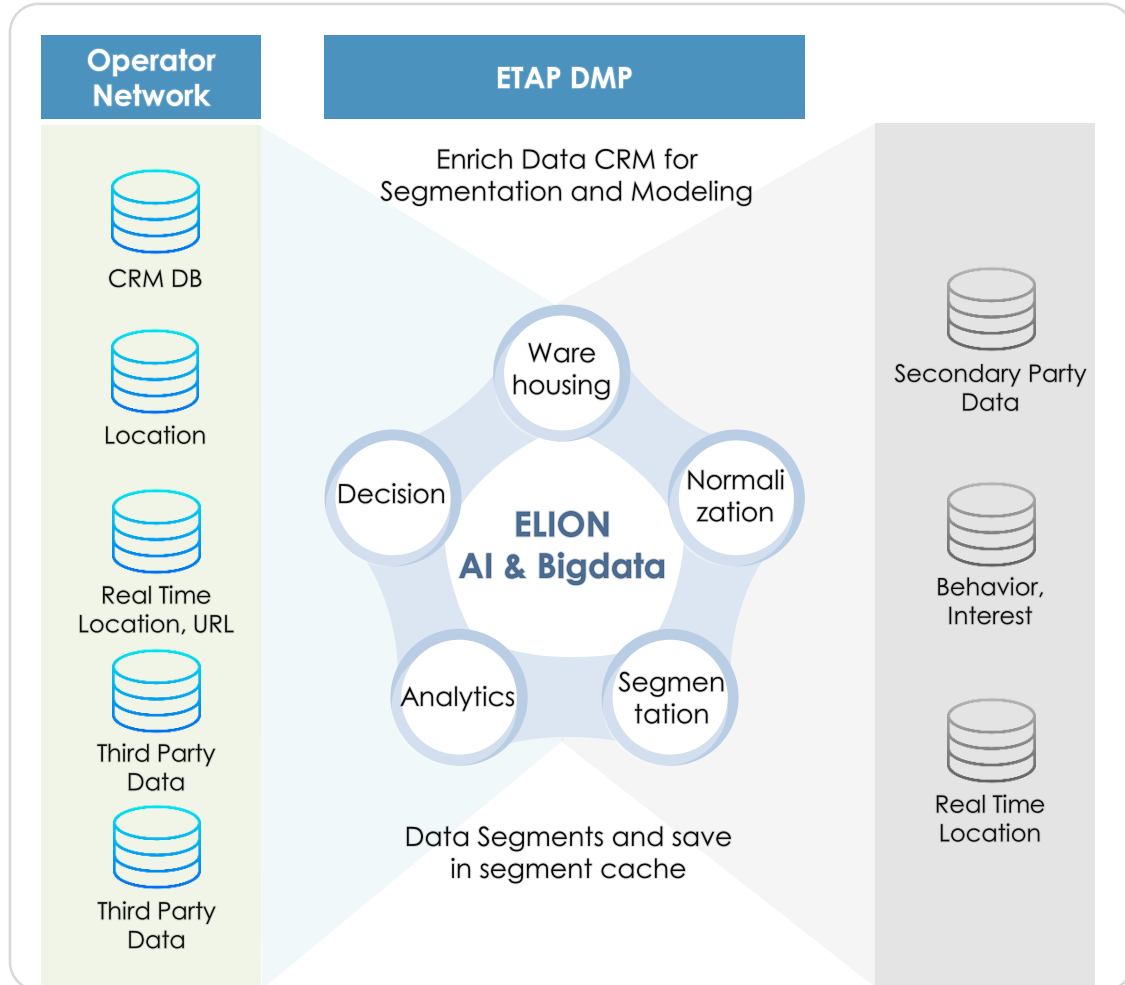 Operator
Network
ETAP DMP
CRM DB
Location
Real Time
Location, URL
Third Party
Data
Third Party
Data
Enrich Data CRM for
Segmentation and Modeling
Ware
housing
Decision
Normali
zation
ELION
AI & Bigdata
Analytics
Segmen
tation
Data Segments and save
in segment cache
Secondary Party
Data
Behavior,
Interest
Real Time
Location